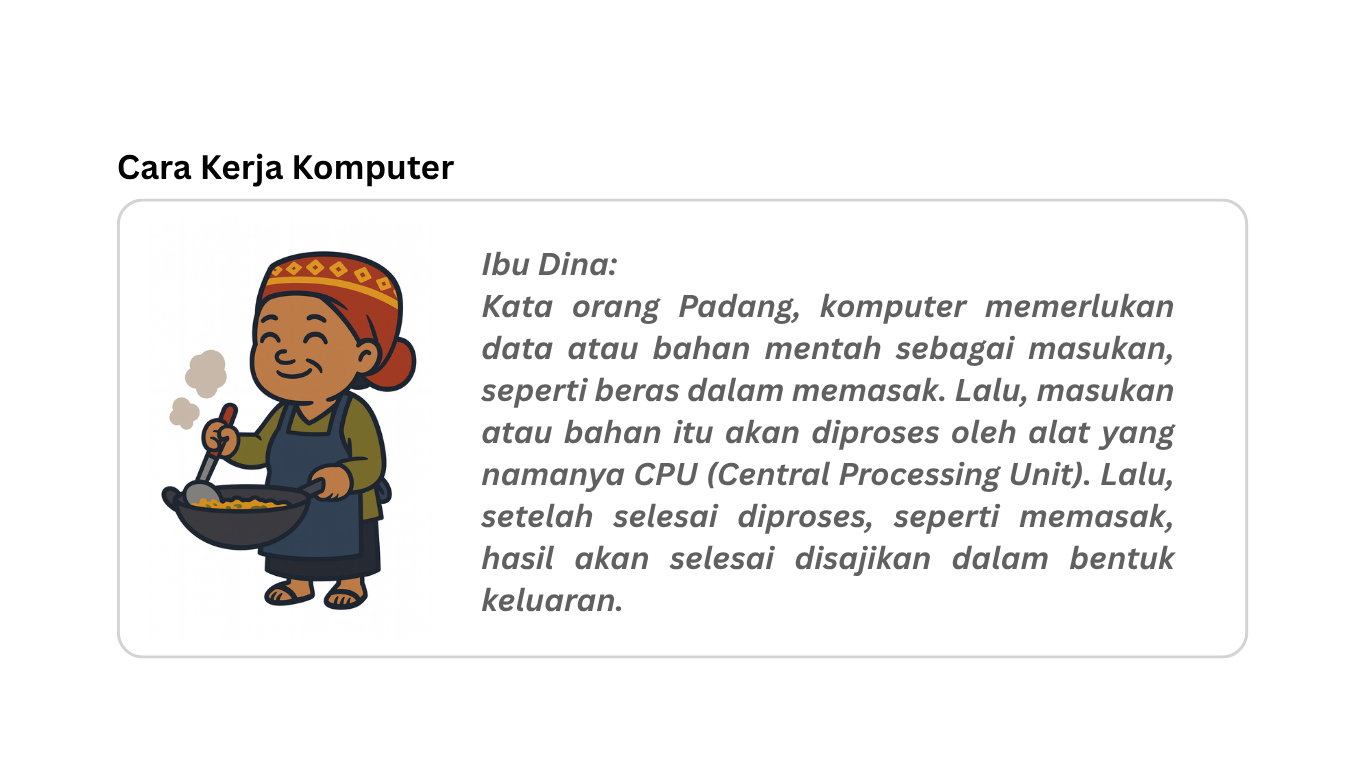 Cara Kerja Komputer
Ibu Dina:
Kata orang Padang, komputer memerlukan
data atau bahan mentah sebagai masukan,
seperti beras dalam memasak. Lalu, masukan
atau bahan itu akan diproses oleh alat yang
namanya CPU (Central Processing Unit). Lalu,
setelah selesai diproses, seperti memasak,
hasil akan selesai disajikan dalam bentuk
keluaran.